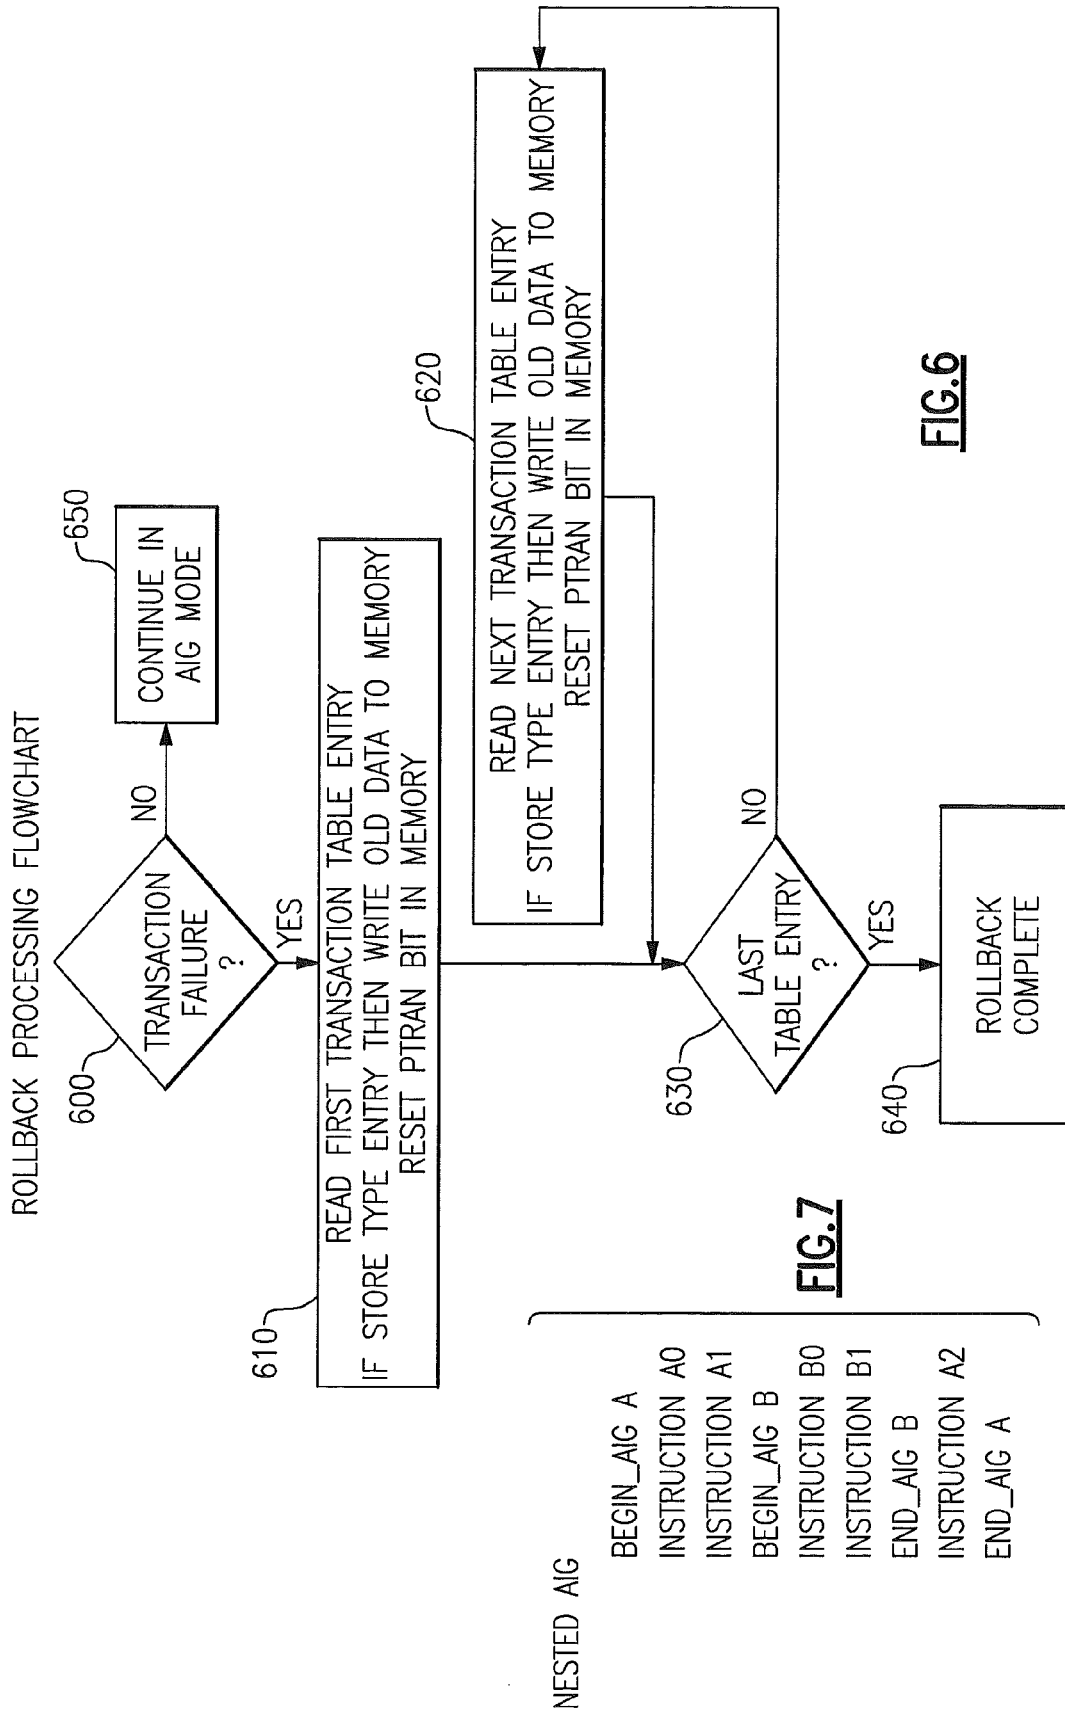 ROLLBACK PROCESSING FLOWCHART
600
TRANSACTION
FAILURE
?
NO
650
CONTINUE IN
AIG MODE
YES
610
READ FIRST TRANSACTION TABLE ENTRY
IF STORE TYPE ENTRY THEN WRITE OLD DATA TO MEMORY
RESET PTRAN BIT IN MEMORY
620
READ NEXT TRANSACTION TABLE ENTRY
IF STORE TYPE ENTRY THEN WRITE OLD DATA TO MEMORY
RESET PTRAN BIT IN MEMORY
630
LAST
TABLE ENTRY
?
NO
YES
640
ROLLBACK
COMPLETE
FIG.6
NESTED AIG
BEGIN_AIG A
INSTRUCTION A0
INSTRUCTION A1
BEGIN_AIG B
INSTRUCTION B0
INSTRUCTION B1
END_AIG B
INSTRUCTION A2
END_AIG A
FIG.7